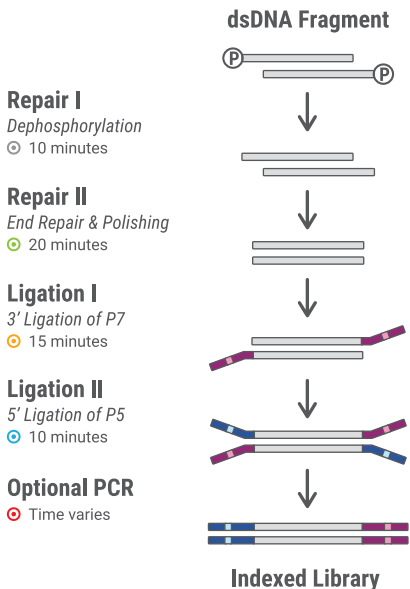 dsDNA Fragment
P
P
Repair I
Dephosphorylation
10 minutes
Repair II
End Repair & Polishing
20 minutes
Ligation I
3' Ligation of P7
15 minutes
Ligation II
5' Ligation of P5
10 minutes
Optional PCR
Time varies
Indexed Library